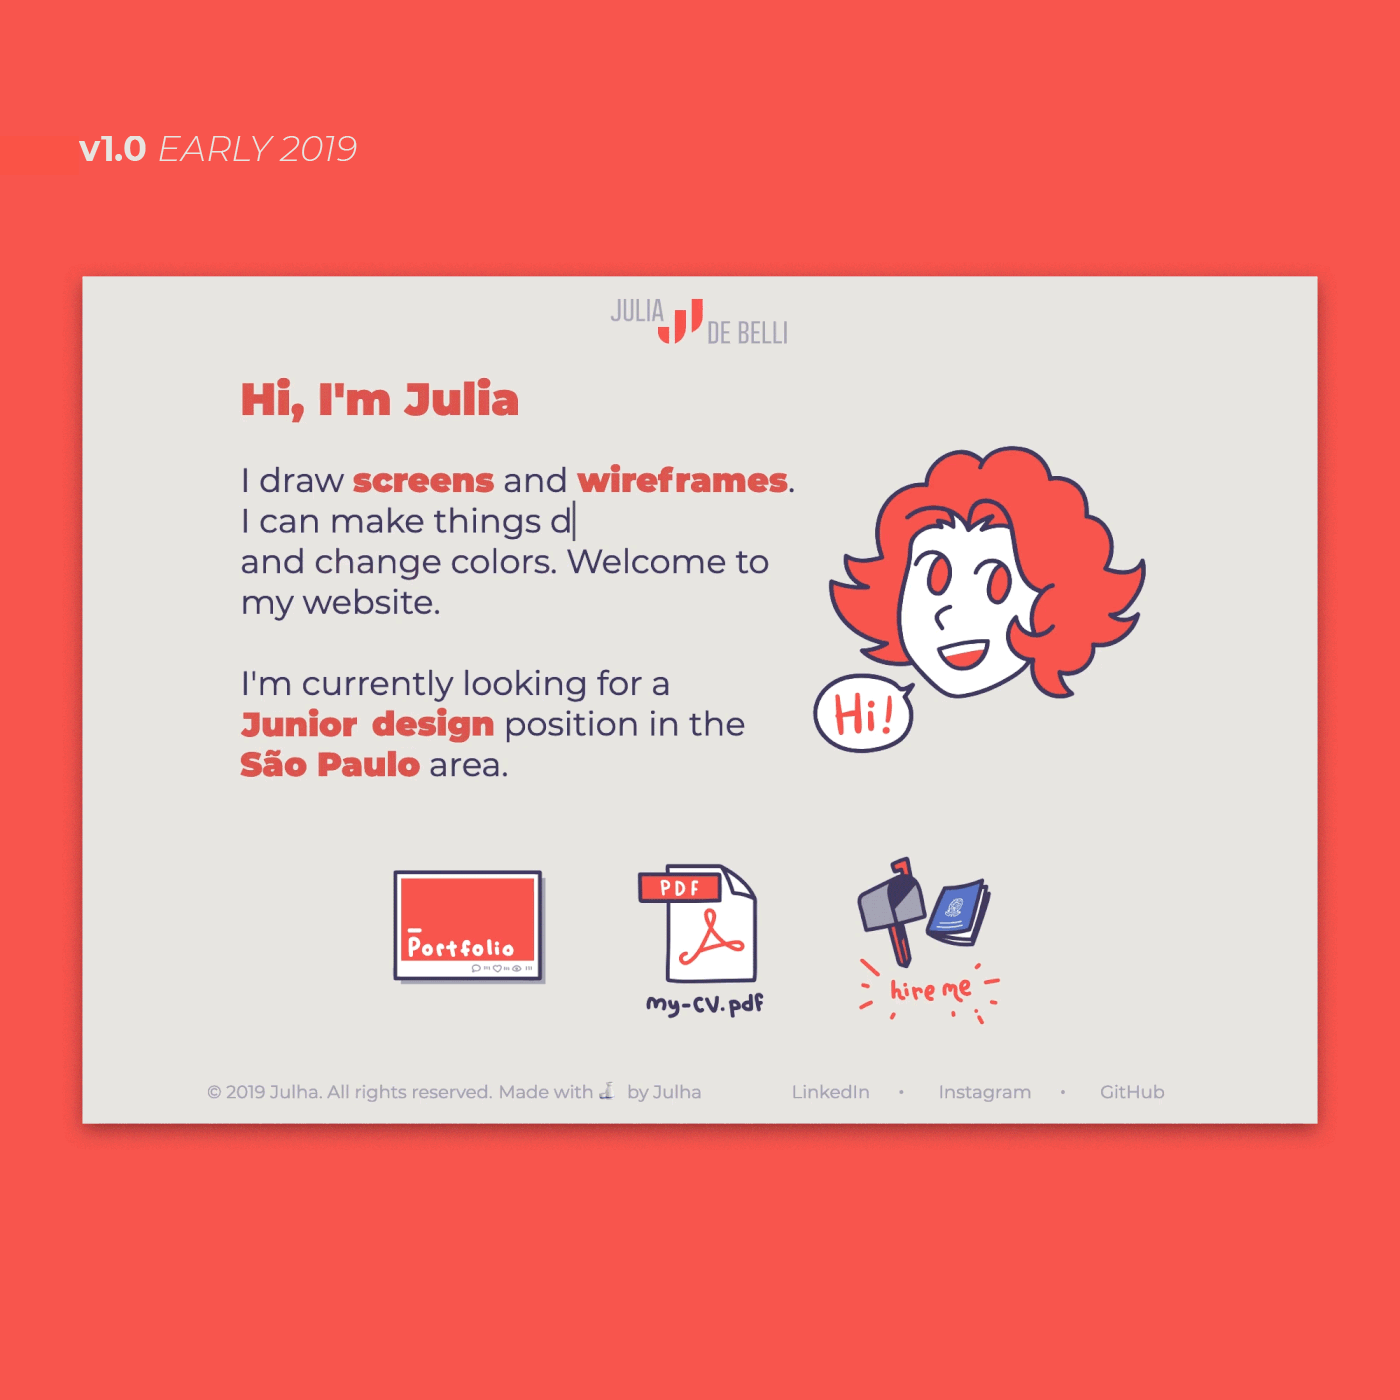 v1.0 EARLY 2019
JULIA
DE BELLI
Hi, I'm Julia
I draw screens and wireframes.
I can make things d
and change colors. Welcome to
my website.
I'm currently looking for a
Junior design position in the
São Paulo area.
Hi!
Portfolio
PDF
my-CV.pdf
hire me
© 2019 Julha. All rights reserved. Made with by Julha
LinkedIn • Instagram • GitHub